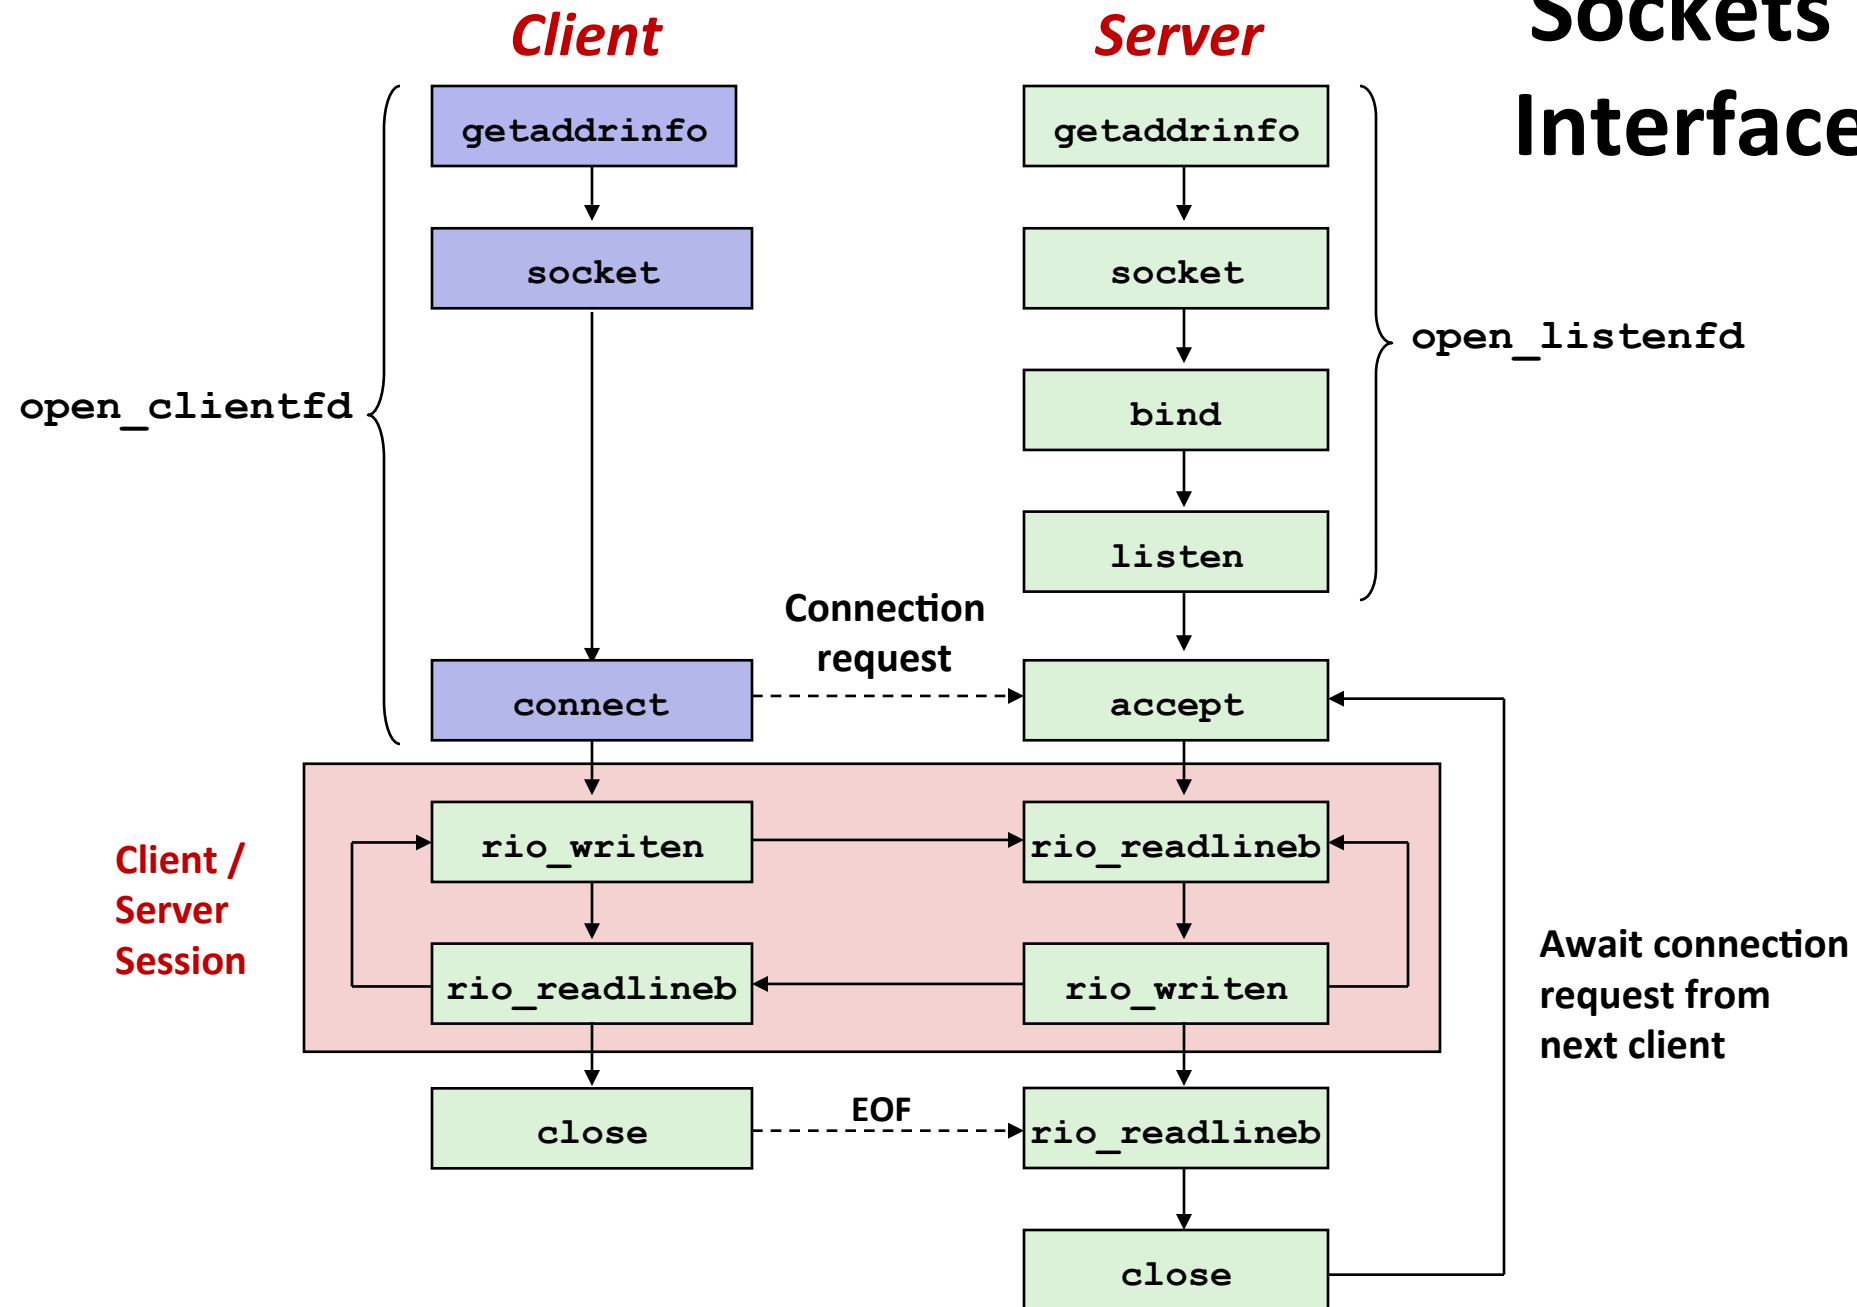 Client
Server
Sockets
Interface
getaddrinfo
getaddrinfo
socket
socket
open_listenfd
open_clientfd
bind
listen
Connection
request
connect
accept
Client /
Server
Session
rio_writen
rio_readlineb
rio_readlineb
rio_writen
Await connection
request from
next client
close
EOF
rio_readlineb
close